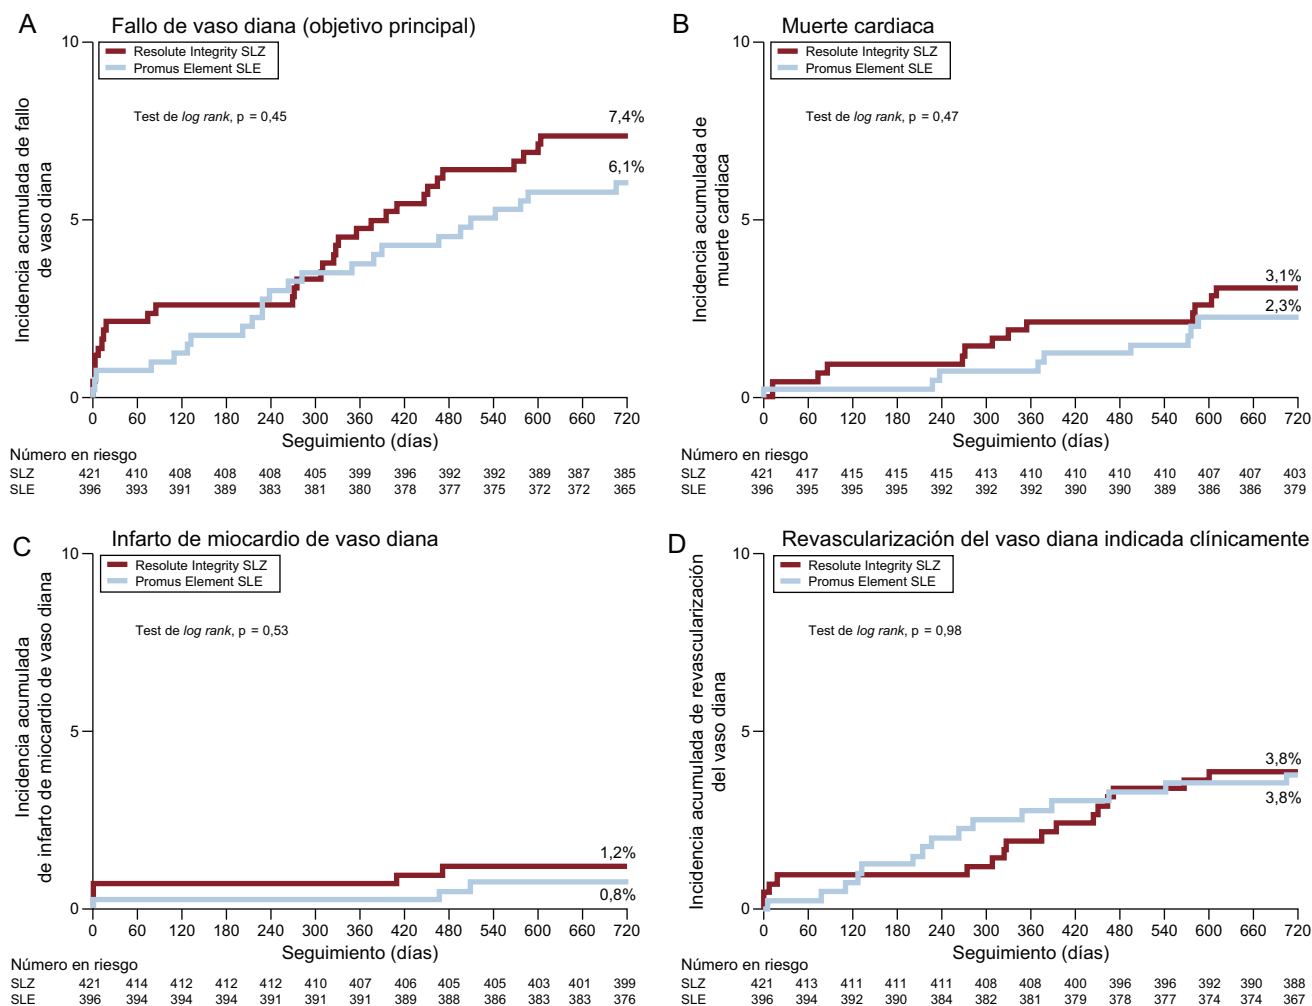 A
Fallo de vaso diana (objetivo principal)
Resolute Integrity SLZ
Promus Element SLE
Test de log rank, p = 0,45
7,4%
6,1%
Incidencia acumulada de fallo
de vaso diana
10
5
0
0 60 120 180 240 300 360 420 480 540 600 660 720
Seguimiento (días)
Número en riesgo
SLZ 421 410 408 408 408 405 399 396 392 392 389 387 385
SLE 396 393 391 389 383 381 380 378 377 375 372 372 365
B
Muerte cardiaca
Resolute Integrity SLZ
Promus Element SLE
Test de log rank, p = 0,47
3,1%
2,3%
Incidencia acumulada de
muerte cardiaca
10
5
0
0 60 120 180 240 300 360 420 480 540 600 660 720
Seguimiento (días)
Número en riesgo
SLZ 421 417 415 415 415 413 410 410 410 410 407 407 403
SLE 396 395 395 395 392 392 392 390 390 389 386 386 379
C
Infarto de miocardio de vaso diana
Resolute Integrity SLZ
Promus Element SLE
Test de log rank, p = 0,53
1,2%
0,8%
Incidencia acumulada
de infarto de miocardio de vaso diana
10
5
0
0 60 120 180 240 300 360 420 480 540 600 660 720
Seguimiento (días)
Número en riesgo
SLZ 421 414 412 412 412 410 407 406 405 405 403 401 399
SLE 396 394 394 394 391 391 391 389 388 386 383 383 376
D
Revascularización del vaso diana indicada clínicamente
Resolute Integrity SLZ
Promus Element SLE
Test de log rank, p = 0,98
3,8%
3,8%
Incidencia acumulada de revascularización
del vaso diana
10
5
0
0 60 120 180 240 300 360 420 480 540 600 660 720
Seguimiento (días)
Número en riesgo
SLZ 421 413 411 411 411 408 408 400 396 396 392 390 388
SLE 396 394 392 390 384 382 381 379 378 377 374 374 367